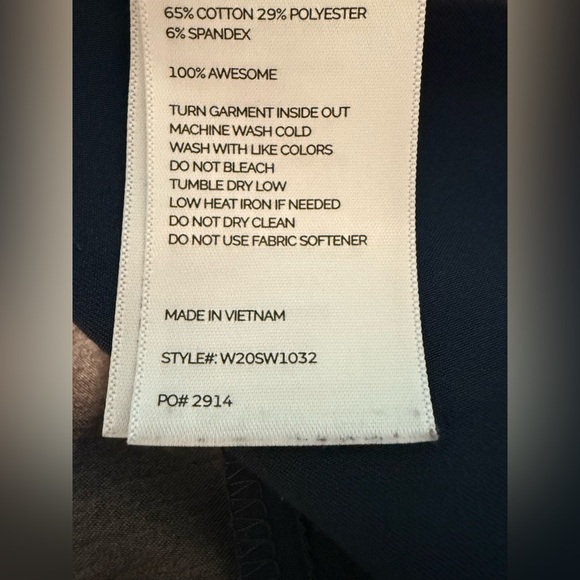 65% COTTON 29% POLYESTER
6% SPANDEX
100% AWESOME
TURN GARMENT INSIDE OUT
MACHINE WASH COLD
WASH WITH LIKE COLORS
DO NOT BLEACH
TUMBLE DRY LOW
LOW HEAT IRON IF NEEDED
DO NOT DRY CLEAN
DO NOT USE FABRIC SOFTENER
MADE IN VIETNAM
STYLE#: W20SW1032
PO# 2914